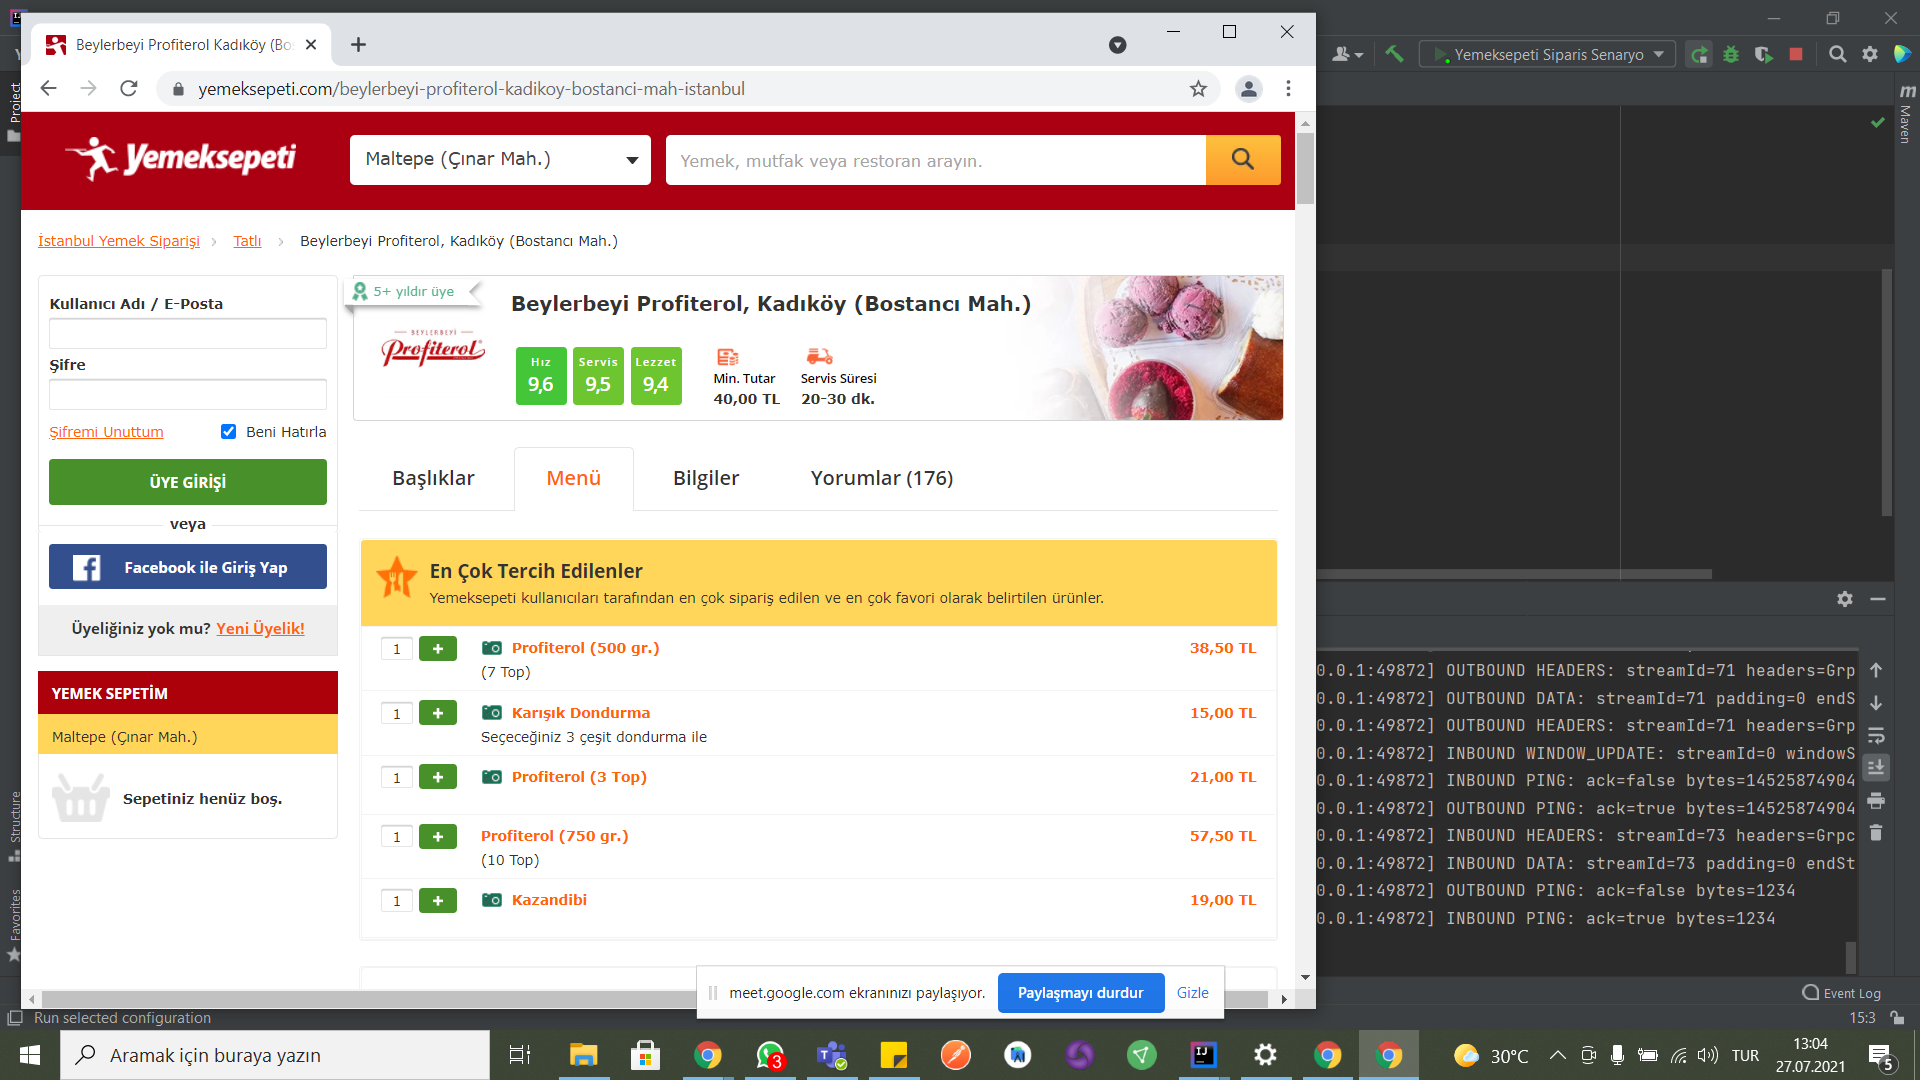 Beylerbeyi Profiterol Kadıköy (Bos
yemeksepeti.com/beylerbeyi-profiterol-kadikoy-bostanci-mah-istanbul
Yemeksepeti Siparis Senaryo
Project
Maven
Yemeksepeti
Maltepe (Çınar Mah.)
Yemek, mutfak veya restoran arayın.
İstanbul Yemek Siparişi > Tatlı > Beylerbeyi Profiterol, Kadıköy (Bostancı Mah.)
Kullanıcı Adı / E-Posta
Şifre
Şifremi Unuttum
Beni Hatırla
ÜYE GİRİŞİ
veya
Facebook ile Giriş Yap
Üyeliğiniz yok mu? Yeni Üyelik!
YEMEK SEPETİM
Maltepe (Çınar Mah.)
Sepetiniz henüz boş.
5+ yıldır üye
BEYLERBEYİ
Profiterol
Beylerbeyi Profiterol, Kadıköy (Bostancı Mah.)
Hız
9,6
Servis
9,5
Lezzet
9,4
Min. Tutar
40,00 TL
Servis Süresi
20-30 dk.
Başlıklar
Menü
Bilgiler
Yorumlar (176)
En Çok Tercih Edilenler
Yemeksepeti kullanıcıları tarafından en çok sipariş edilen ve en çok favori olarak belirtilen ürünler.
1 + Profiterol (500 gr.) 38,50 TL
(7 Top)
1 + Karışık Dondurma 15,00 TL
Seçeceğiniz 3 çeşit dondurma ile
1 + Profiterol (3 Top) 21,00 TL
1 + Profiterol (750 gr.) 57,50 TL
(10 Top)
1 + Kazandibi 19,00 TL
Structure
Favorites
0.0.1:49872] OUTBOUND HEADERS: streamId=71 headers=Grp
0.0.1:49872] OUTBOUND DATA: streamId=71 padding=0 endS
0.0.1:49872] OUTBOUND HEADERS: streamId=71 headers=Grp
0.0.1:49872] INBOUND WINDOW_UPDATE: streamId=0 windowS
0.0.1:49872] INBOUND PING: ack=false bytes=14525874904
0.0.1:49872] OUTBOUND PING: ack=true bytes=14525874904
0.0.1:49872] INBOUND HEADERS: streamId=73 headers=Grpc
0.0.1:49872] INBOUND DATA: streamId=73 padding=0 endSt
0.0.1:49872] OUTBOUND PING: ack=false bytes=1234
0.0.1:49872] INBOUND PING: ack=true bytes=1234
meet.google.com ekranınızı paylaşıyor.
Paylaşmayı durdur
Gizle
Event Log
Run selected configuration
15:3
Aramak için buraya yazın
3
30°C
TUR
13:04
27.07.2021
5